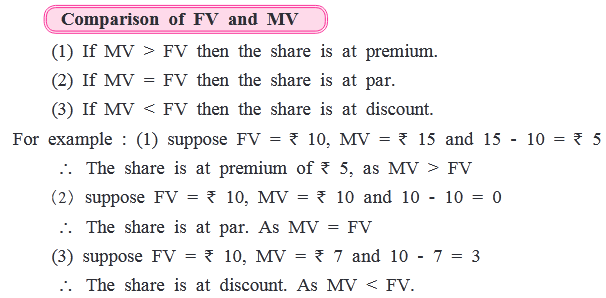 Comparison of FV and MV
(1) If MV > FV then the share is at premium.
(2) If MV = FV then the share is at par.
(3) If MV < FV then the share is at discount.
For example : (1) suppose FV = ₹ 10, MV = ₹ 15 and 15 - 10 = ₹ 5
∴ The share is at premium of ₹ 5, as MV > FV
(2) suppose FV = ₹ 10, MV = ₹ 10 and 10 - 10 = 0
∴ The share is at par. As MV = FV
(3) suppose FV = ₹ 10, MV = ₹ 7 and 10 - 7 = 3
∴ The share is at discount. As MV < FV.